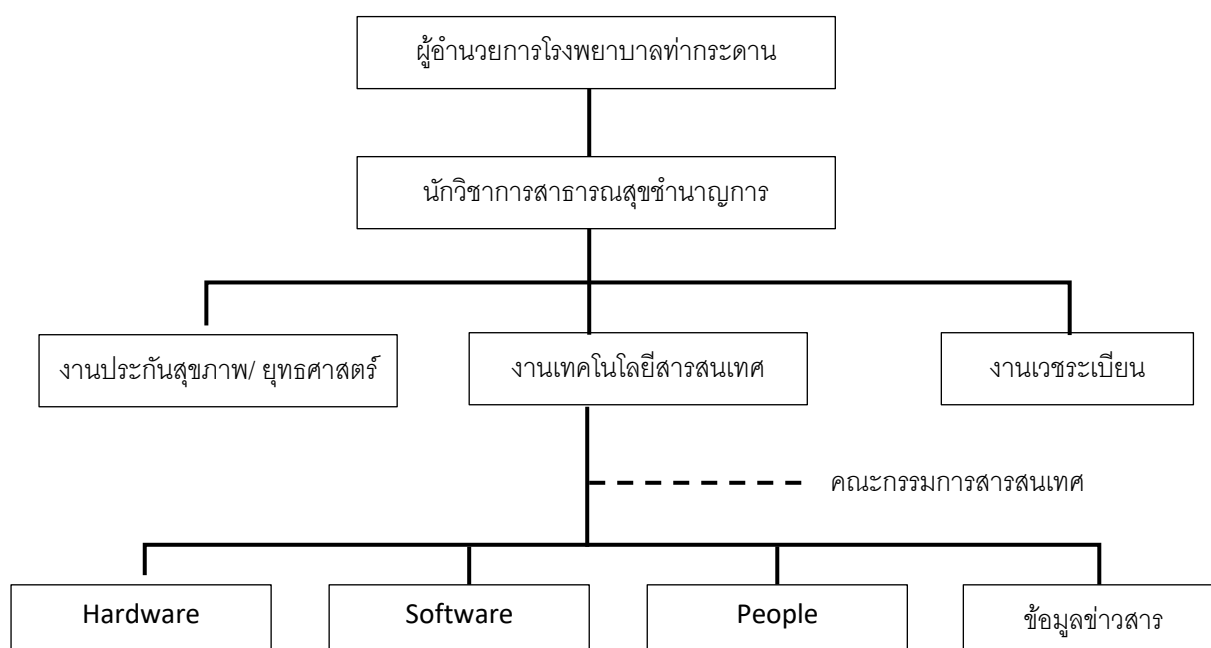 ผู้อำนวยการโรงพยาบาลท่ากระดาน
นักวิชาการสาธารณสุขชำนาญการ
งานประกันสุขภาพ/ ยุทธศาสตร์
งานเทคโนโลยีสารสนเทศ
งานเวชระเบียน
คณะกรรมการสารสนเทศ
Hardware
Software
People
ข้อมูลข่าวสาร